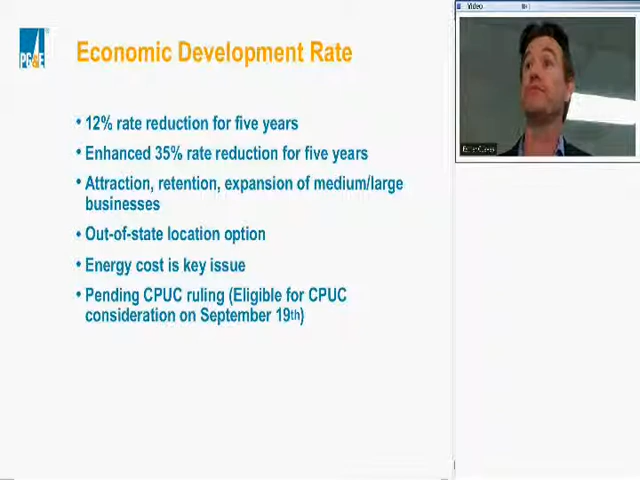 Video
PG&E
Economic Development Rate
• 12% rate reduction for five years
• Enhanced 35% rate reduction for five years
• Attraction, retention, expansion of medium/large
businesses
• Out-of-state location option
• Energy cost is key issue
• Pending CPUC ruling (Eligible for CPUC
consideration on September 19th)